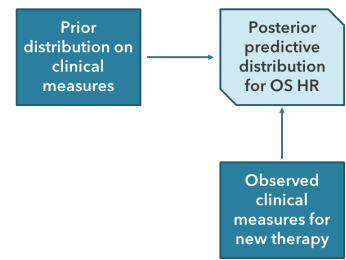 Prior
distribution on
clinical
measures
Posterior
predictive
distribution
for OS HR
Observed
clinical
measures for
new therapy